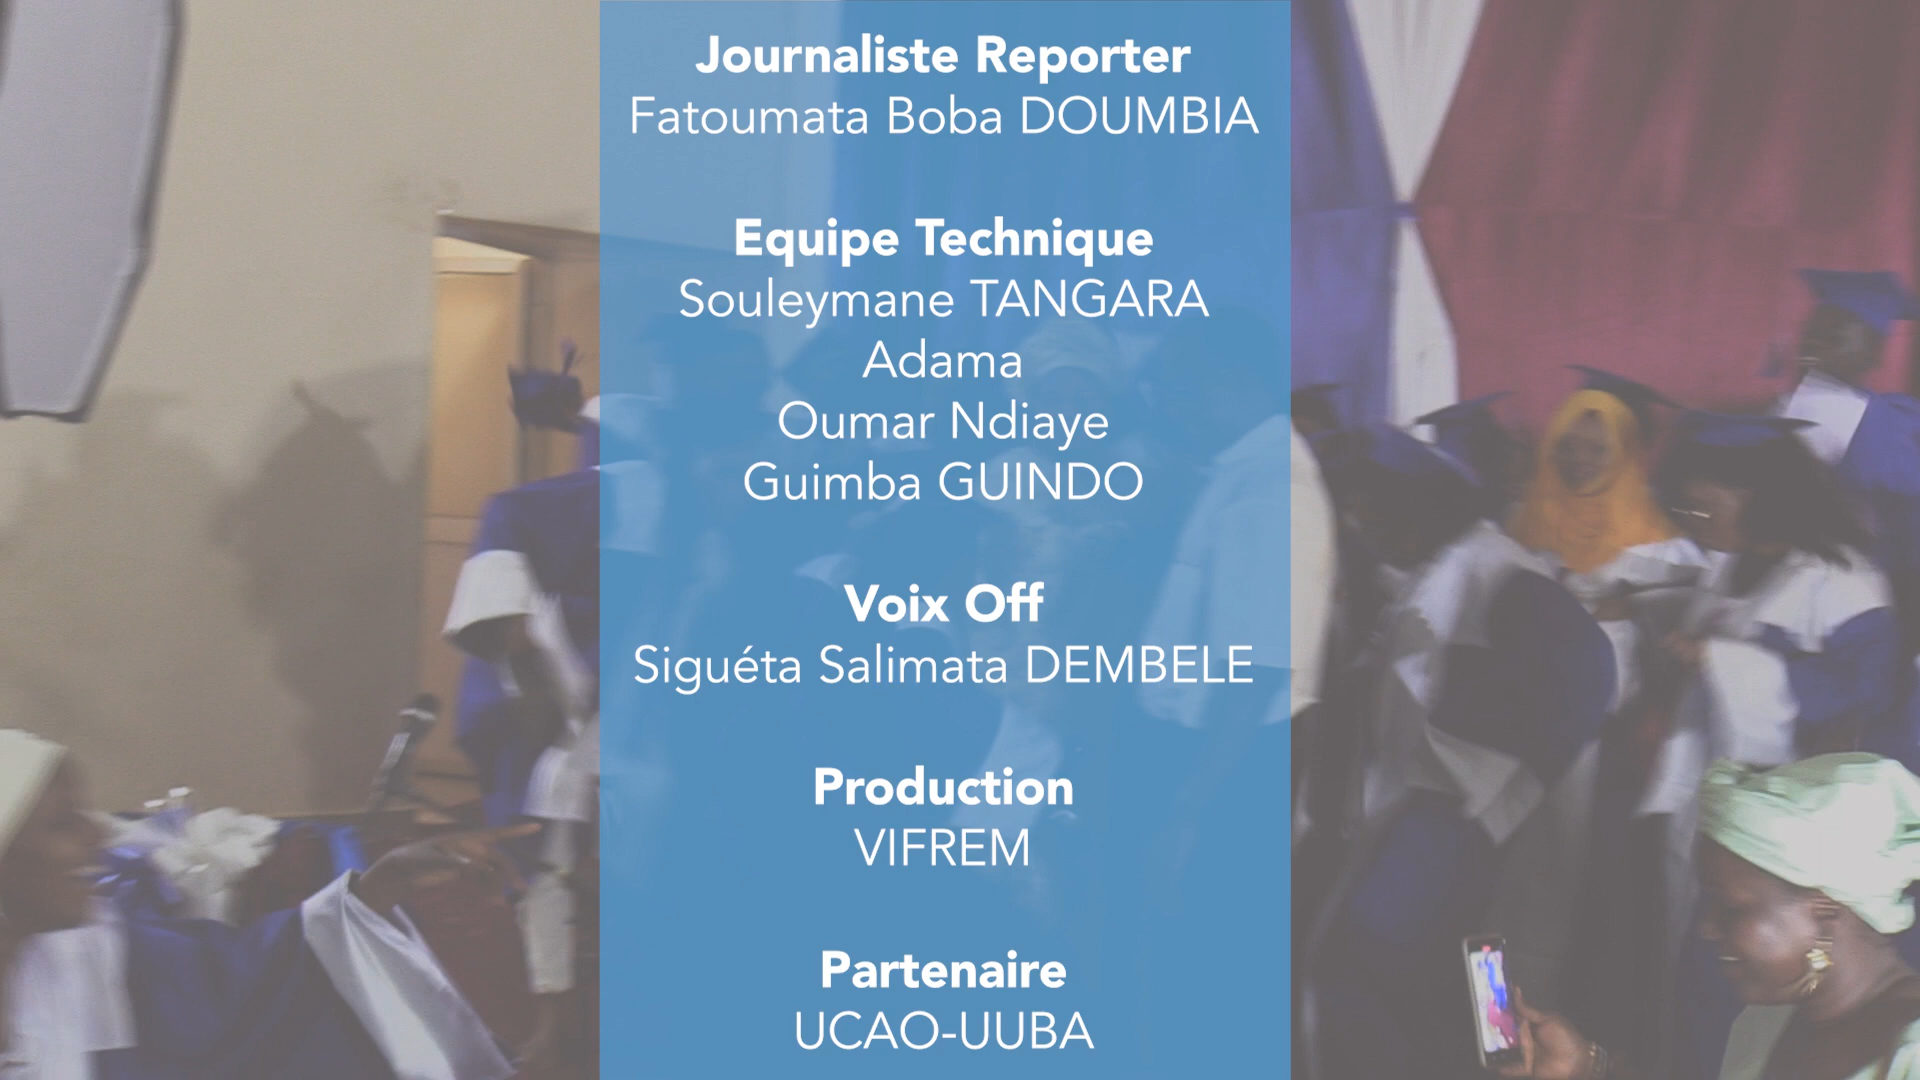 Journaliste Reporter
Fatoumata Boba DOUMBIA
Equipe Technique
Souleymane TANGARA
Adama
Oumar Ndiaye
Guimba GUINDO
Voix Off
Siguéta Salimata DEMBELE
Production
VIFREM
Partenaire
UCAO-UUBA